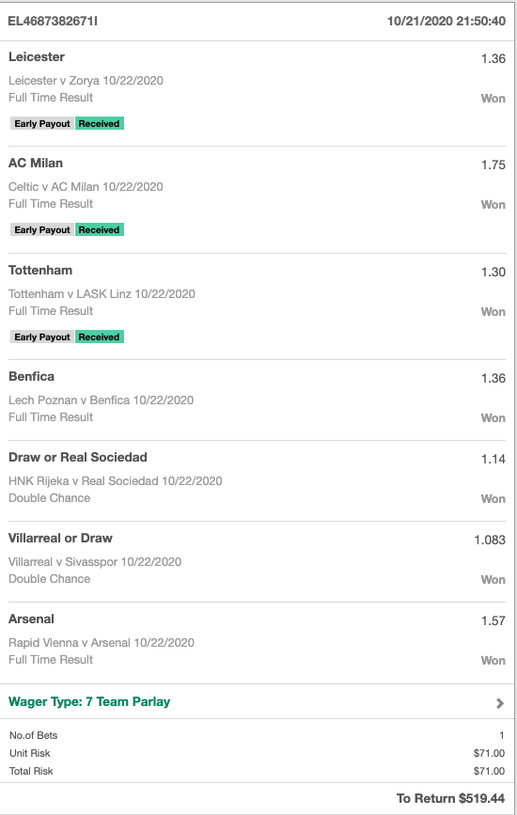 EL4687382671I 10/21/2020 21:50:40
Leicester 1.36
Leicester v Zorya 10/22/2020
Full Time Result Won
Early Payout Received
AC Milan 1.75
Celtic v AC Milan 10/22/2020
Full Time Result Won
Early Payout Received
Tottenham 1.30
Tottenham v LASK Linz 10/22/2020
Full Time Result Won
Early Payout Received
Benfica 1.36
Lech Poznan v Benfica 10/22/2020
Full Time Result Won
Draw or Real Sociedad 1.14
HNK Rijeka v Real Sociedad 10/22/2020
Double Chance Won
Villarreal or Draw 1.083
Villarreal v Sivasspor 10/22/2020
Double Chance Won
Arsenal 1.57
Rapid Vienna v Arsenal 10/22/2020
Full Time Result Won
Wager Type: 7 Team Parlay
No.of Bets 1
Unit Risk $71.00
Total Risk $71.00
To Return $519.44